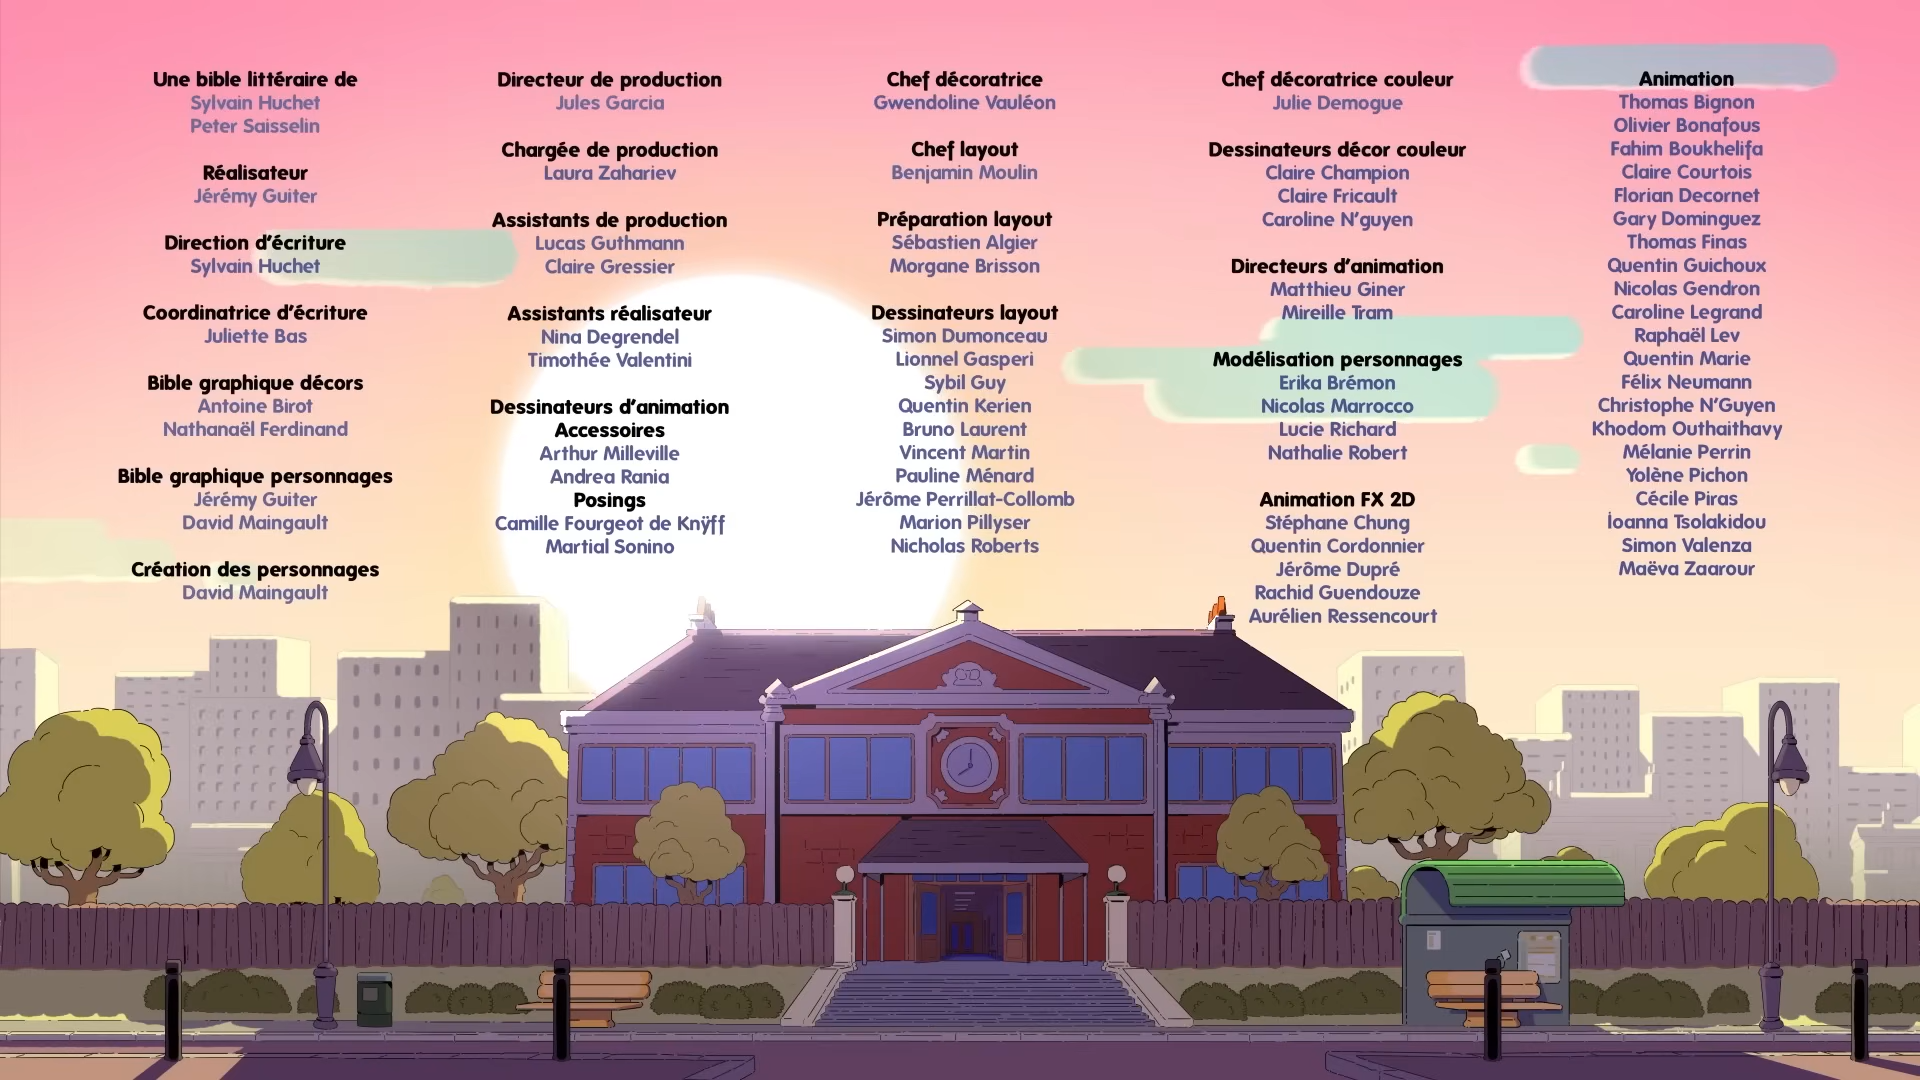 Une bible littéraire de
Sylvain Huchet
Peter Saisselin
Réalisateur
Jérémy Guiter
Direction d’écriture
Sylvain Huchet
Coordinatrice d’écriture
Juliette Bas
Bible graphique décors
Antoine Birot
Nathanaël Ferdinand
Bible graphique personnages
Jérémy Guiter
David Maingault
Création des personnages
David Maingault
Directeur de production
Jules Garcia
Chargée de production
Laura Zahariev
Assistants de production
Lucas Guthmann
Claire Gressier
Assistants réalisateur
Nina Degrendel
Timothée Valentini
Dessinateurs d’animation
Accessoires
Arthur Milleville
Andrea Rania
Posings
Camille Fourgeot de Knÿff
Martial Sonino
Chef décoratrice
Gwendoline Vauléon
Chef layout
Benjamin Moulin
Préparation layout
Sébastien Algier
Morgane Brisson
Dessinateurs layout
Simon Dumonceau
Lionnel Gasperi
Sybil Guy
Quentin Kerien
Bruno Laurent
Vincent Martin
Pauline Ménard
Jérôme Perrillat-Collomb
Marion Pillyser
Nicholas Roberts
Chef décoratrice couleur
Julie Demogue
Dessinateurs décor couleur
Claire Champion
Claire Fricault
Caroline N’guyen
Directeurs d’animation
Matthieu Giner
Mireille Tram
Modélisation personnages
Erika Brémon
Nicolas Marrocco
Lucie Richard
Nathalie Robert
Animation FX 2D
Stéphane Chung
Quentin Cordonnier
Jérôme Dupré
Rachid Guendouze
Aurélien Ressencourt
Animation
Thomas Bignon
Olivier Bonafous
Fahim Boukhelifa
Claire Courtois
Florian Decornet
Gary Dominguez
Thomas Finas
Quentin Guichoux
Nicolas Gendron
Caroline Legrand
Raphaël Lev
Quentin Marie
Félix Neumann
Christophe N’Guyen
Khodom Outhaithavy
Mélanie Perrin
Yolène Pichon
Cécile Piras
İoanna Tsolakidou
Simon Valenza
Maëva Zaarour